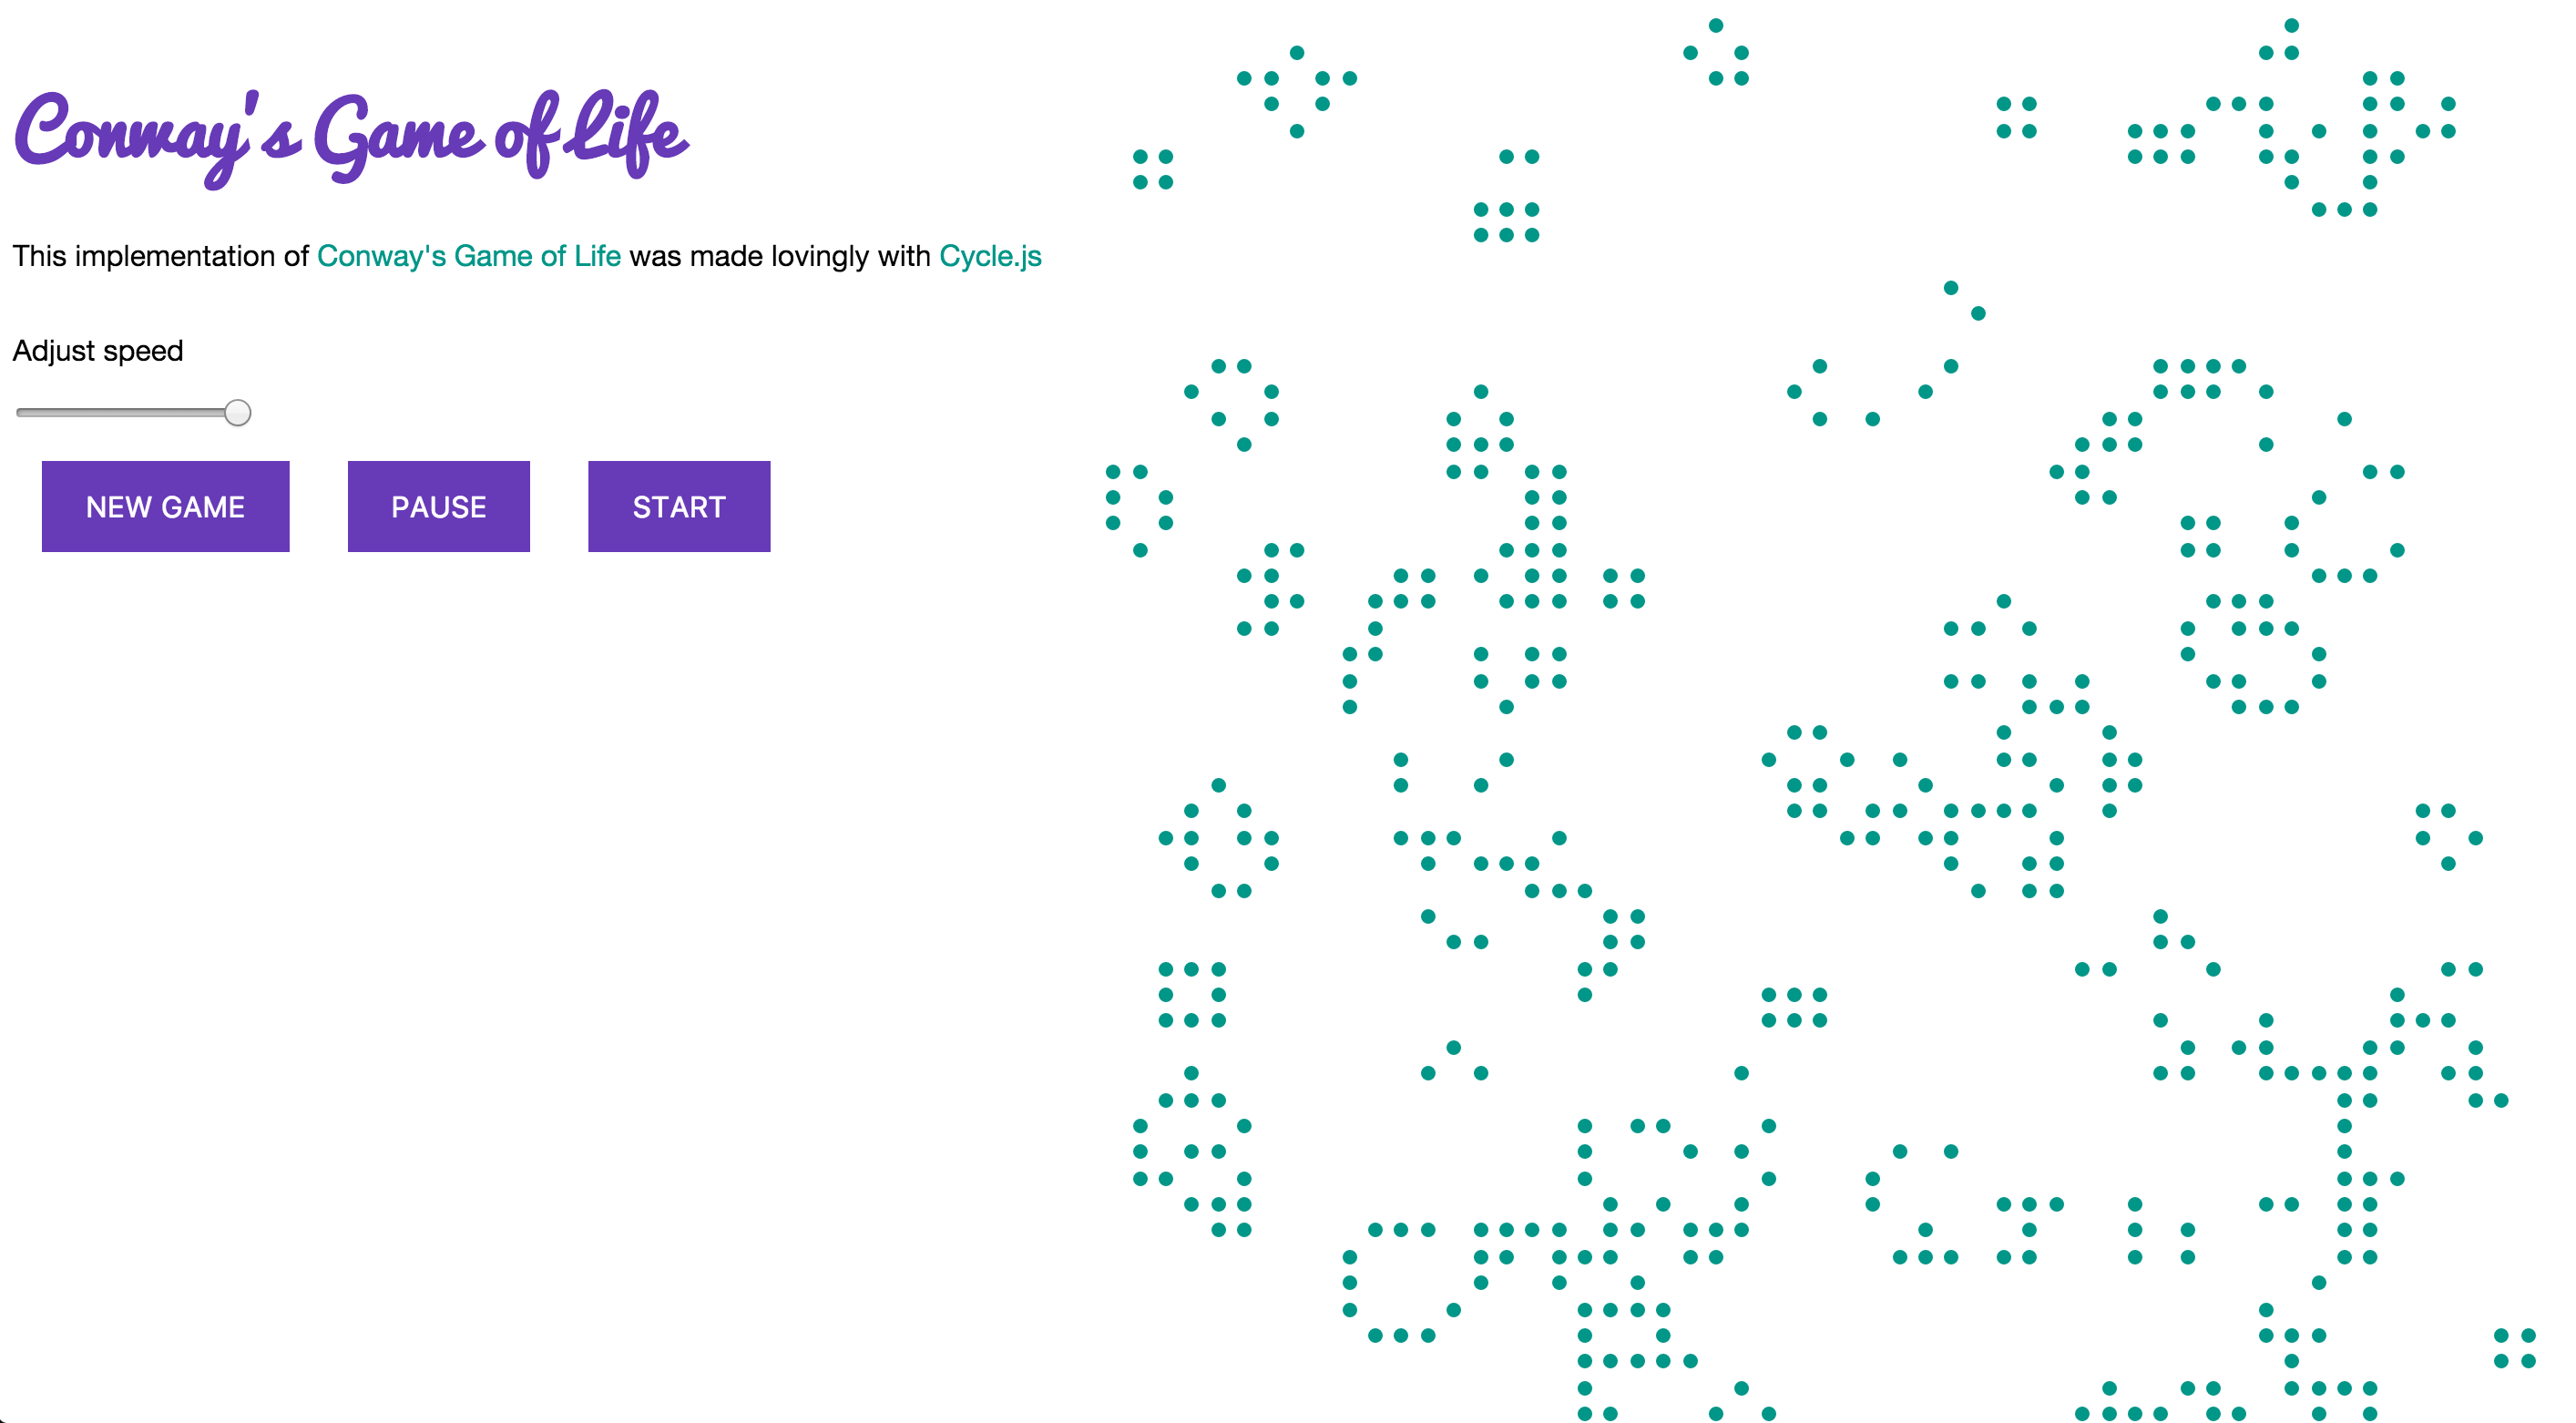 Conway's Game of Life
This implementation of Conway's Game of Life was made lovingly with Cycle.js
Adjust speed
NEW GAME PAUSE START